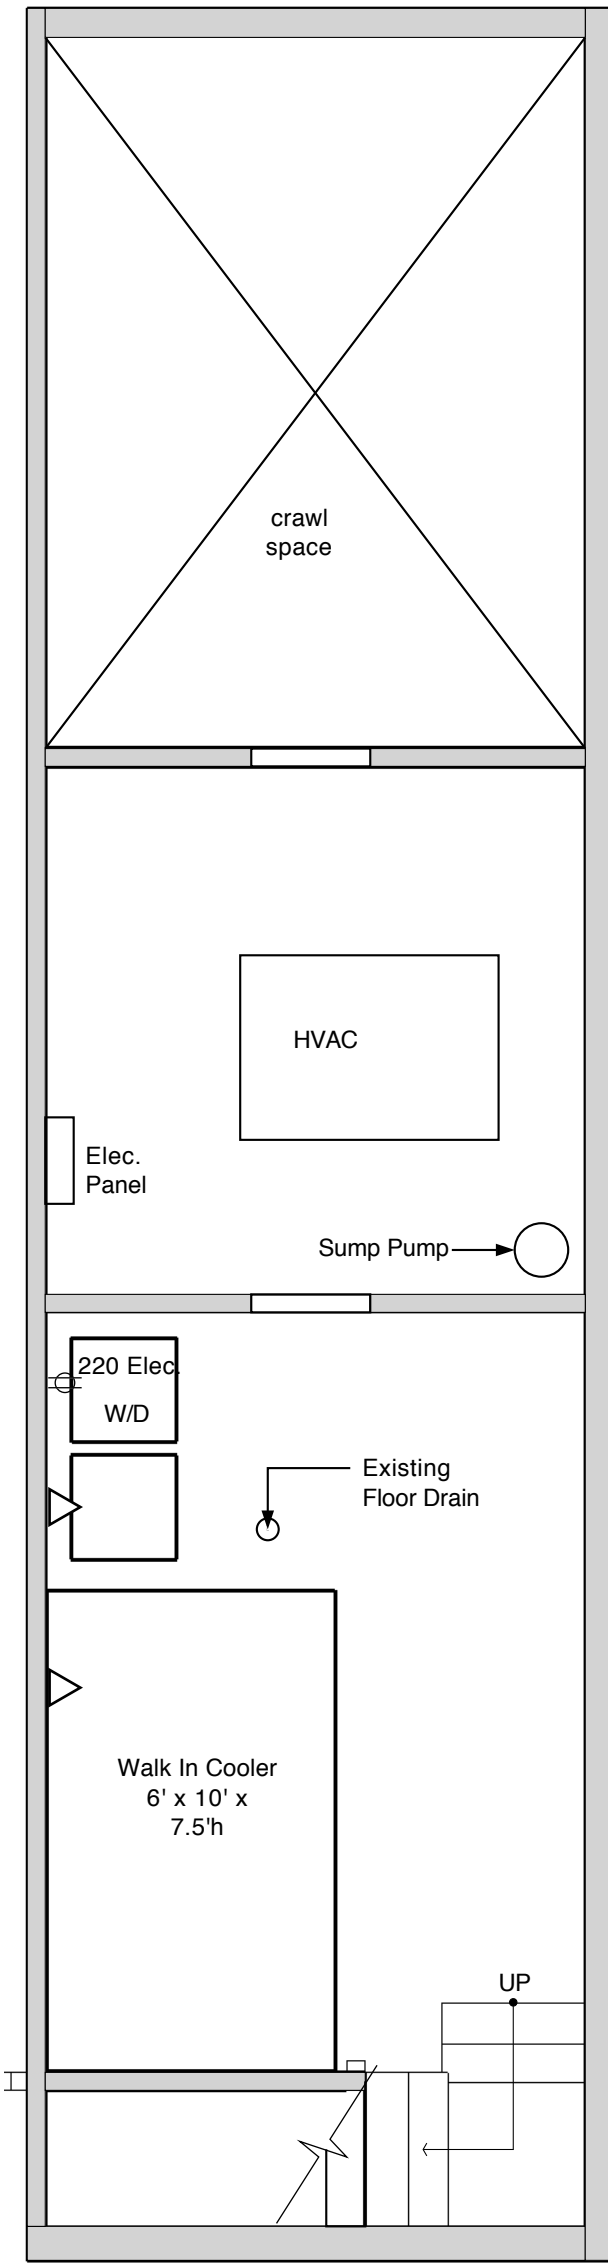 crawl
space
HVAC
Elec.
Panel
Sump Pump
220 Elec.
W/D
Existing
Floor Drain
Walk In Cooler
6' x 10' x
7.5'h
UP